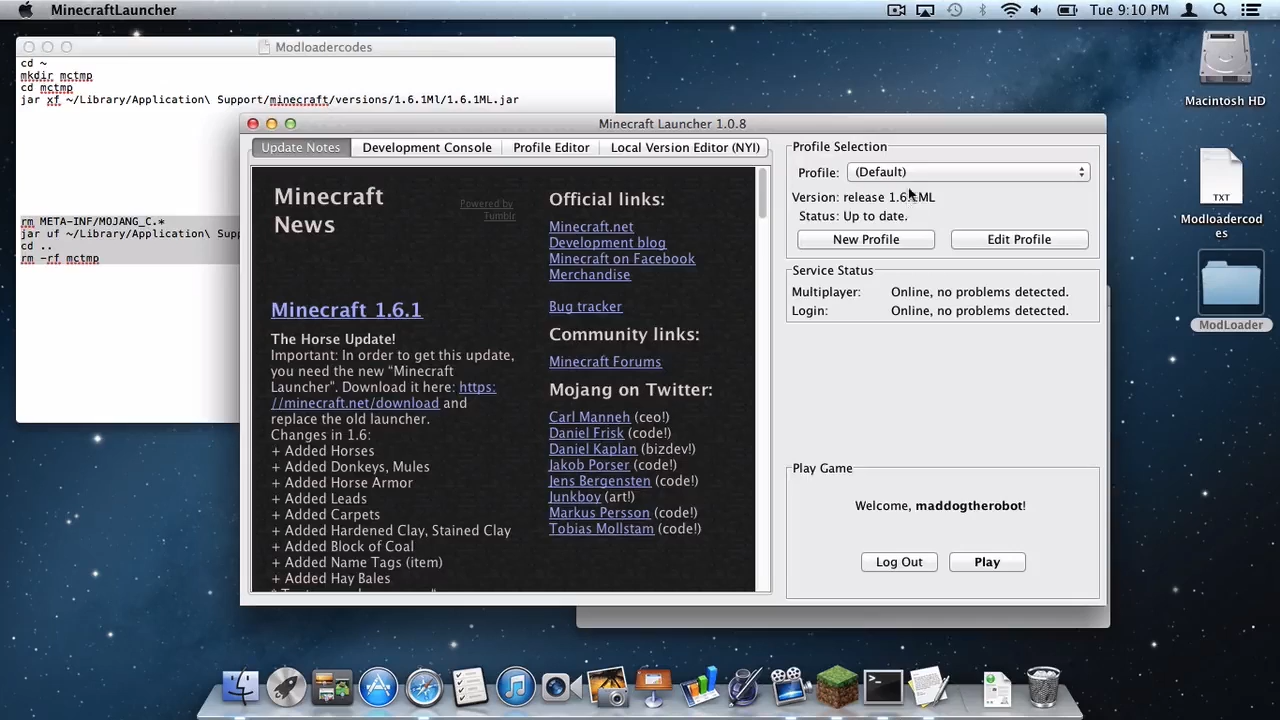 MinecraftLauncher
Tue 9:10 PM
Modloadercodes
cd ~
mkdir mctmp
cd mctmp
jar xf ~/Library/Application\ Support/minecraft/versions/1.6.1Ml/1.6.1ML.jar
rm META-INF/MOJANG_C.*
jar uf ~/Library/Application\ Sup
cd ..
rm -rf mctmp
Minecraft Launcher 1.0.8
Update Notes
Development Console
Profile Editor
Local Version Editor (NYI)
Minecraft
News
Powered by
Tumblr
Minecraft 1.6.1
The Horse Update!
Important: In order to get this update,
you need the new "Minecraft
Launcher". Download it here: https:
//minecraft.net/download and
replace the old launcher.
Changes in 1.6:
+ Added Horses
+ Added Donkeys, Mules
+ Added Horse Armor
+ Added Leads
+ Added Carpets
+ Added Hardened Clay, Stained Clay
+ Added Block of Coal
+ Added Name Tags (item)
+ Added Hay Bales
Official links:
Minecraft.net
Development blog
Minecraft on Facebook
Merchandise
Bug tracker
Community links:
Minecraft Forums
Mojang on Twitter:
Carl Manneh (ceo!)
Daniel Frisk (code!)
Daniel Kaplan (bizdev!)
Jakob Porser (code!)
Jens Bergensten (code!)
Junkboy (art!)
Markus Persson (code!)
Tobias Mollstam (code!)
Profile Selection
Profile: (Default)
Version: release
Status: Up to date.
New Profile
Edit Profile
Service Status
Multiplayer: Online, no problems detected.
Login: Online, no problems detected.
Play Game
Welcome, maddogtherobot!
Log Out
Play
Macintosh HD
TXT
Modloadercod
es
ModLoader